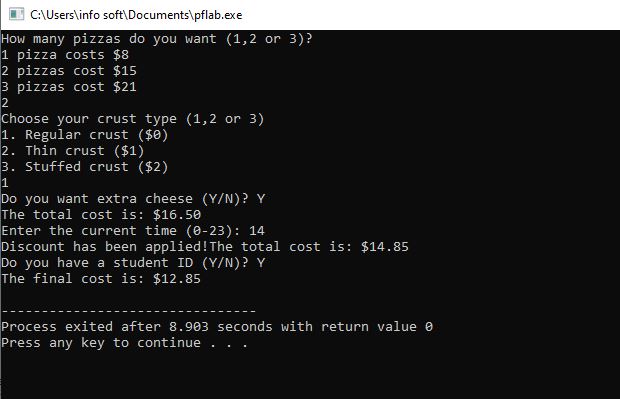 C:\Users\info soft\Documents\pflab.exe
How many pizzas do you want (1,2 or 3)?
1 pizza costs $8
2 pizzas cost $15
3 pizzas cost $21
2
Choose your crust type (1,2 or 3)
1. Regular crust ($0)
2. Thin crust ($1)
3. Stuffed crust ($2)
1
Do you want extra cheese (Y/N)? Y
The total cost is: $16.50
Enter the current time (0-23): 14
Discount has been applied!The total cost is: $14.85
Do you have a student ID (Y/N)? Y
The final cost is: $12.85
--------------------------------
Process exited after 8.903 seconds with return value 0
Press any key to continue . . .